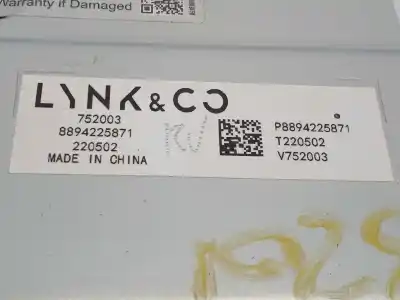 Warranty if Damaged
LYNK & CO
752003
8894225871
220502
MADE IN CHINA
P8894225871
T220502
V752003